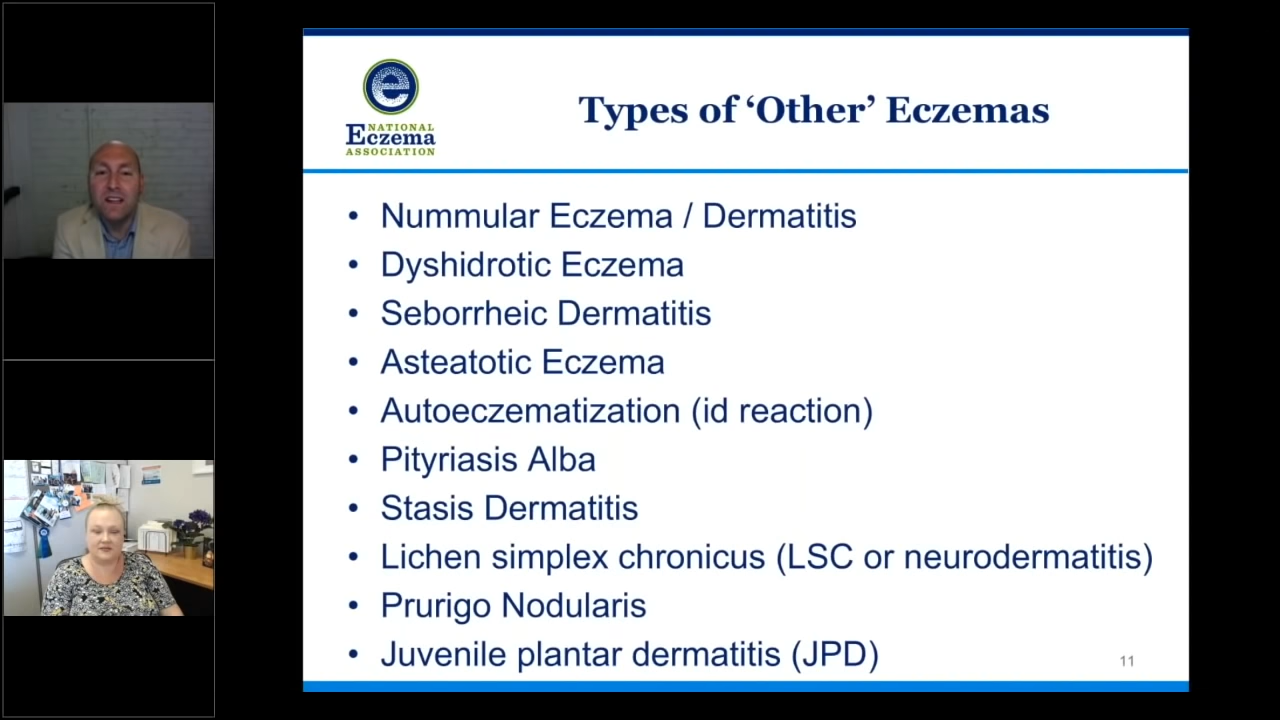 e
NATIONAL
Eczema
ASSOCIATION
Types of ‘Other’ Eczemas
• Nummular Eczema / Dermatitis
• Dyshidrotic Eczema
• Seborrheic Dermatitis
• Asteatotic Eczema
• Autoeczematization (id reaction)
• Pityriasis Alba
• Stasis Dermatitis
• Lichen simplex chronicus (LSC or neurodermatitis)
• Prurigo Nodularis
• Juvenile plantar dermatitis (JPD)
11